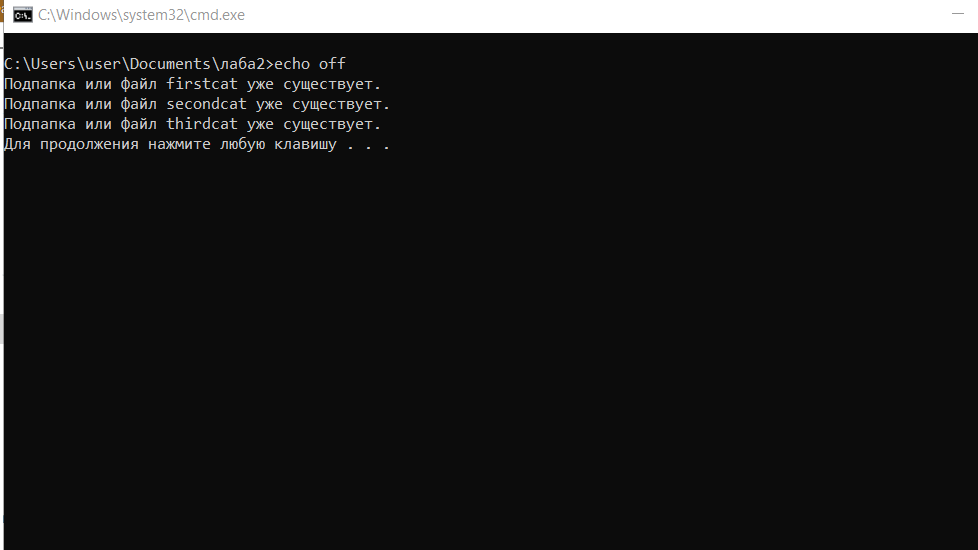 C:\Windows\system32\cmd.exe
C:\Users\user\Documents\лаба2>echo off
Подпапка или файл firstcat уже существует.
Подпапка или файл secondcat уже существует.
Подпапка или файл thirdcat уже существует.
Для продолжения нажмите любую клавишу . . .